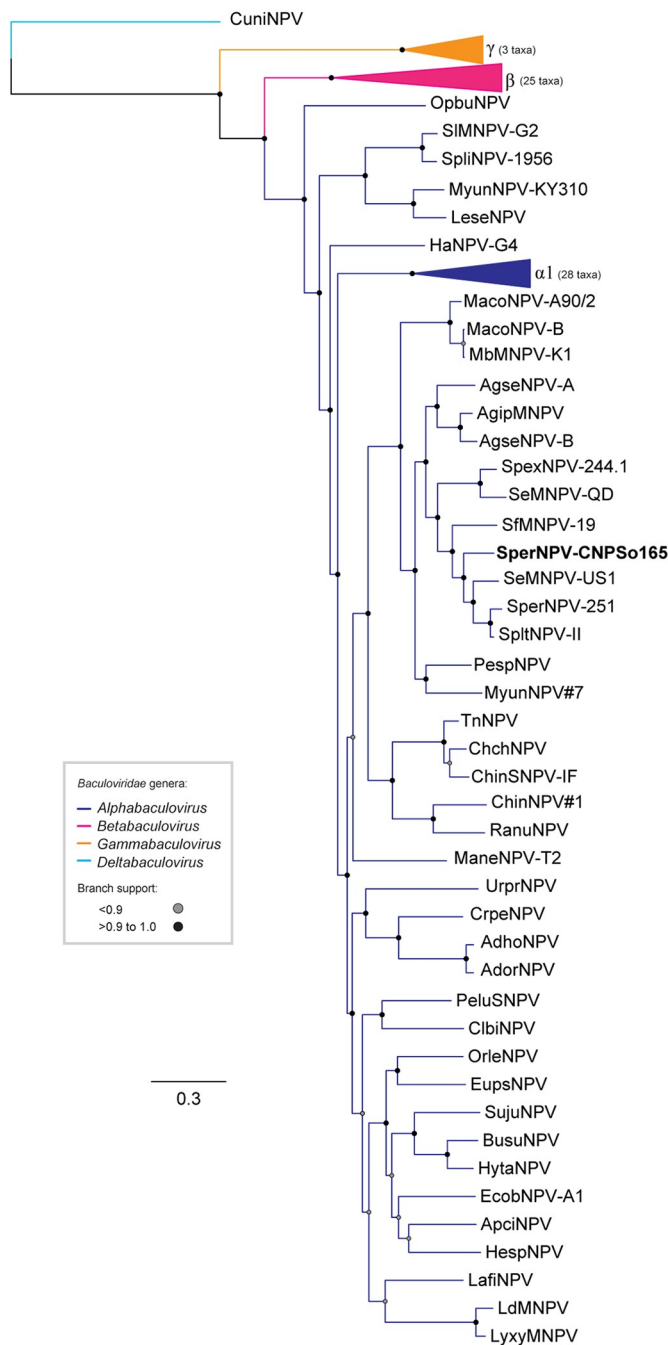 CuniNPV
γ (3 taxa)
β (25 taxa)
OpbuNPV
SlMNPV-G2
SpliNPV-1956
MyunNPV-KY310
LeseNPV
HaNPV-G4
α1 (28 taxa)
MacoNPV-A90/2
MacoNPV-B
MbMNPV-K1
AgseNPV-A
AgipMNPV
AgseNPV-B
SpexNPV-244.1
SeMNPV-QD
SfMNPV-19
SperNPV-CNPSo165
SeMNPV-US1
SperNPV-251
SpltNPV-II
PespNPV
MyunNPV#7
TnNPV
ChchNPV
ChinSNPV-IF
ChinNPV#1
RanuNPV
ManeNPV-T2
UrprNPV
CrpeNPV
AdhoNPV
AdorNPV
PeluSNPV
ClbiNPV
OrleNPV
EupsNPV
SujuNPV
BusuNPV
HytaNPV
EcobNPV-A1
ApciNPV
HespNPV
LafiNPV
LdMNPV
LyxyMNPV
Baculoviridae genera:
Alphabaculovirus
Betabaculovirus
Gammabaculovirus
Deltabaculovirus
Branch support:
<0.9
>0.9 to 1.0
0.3